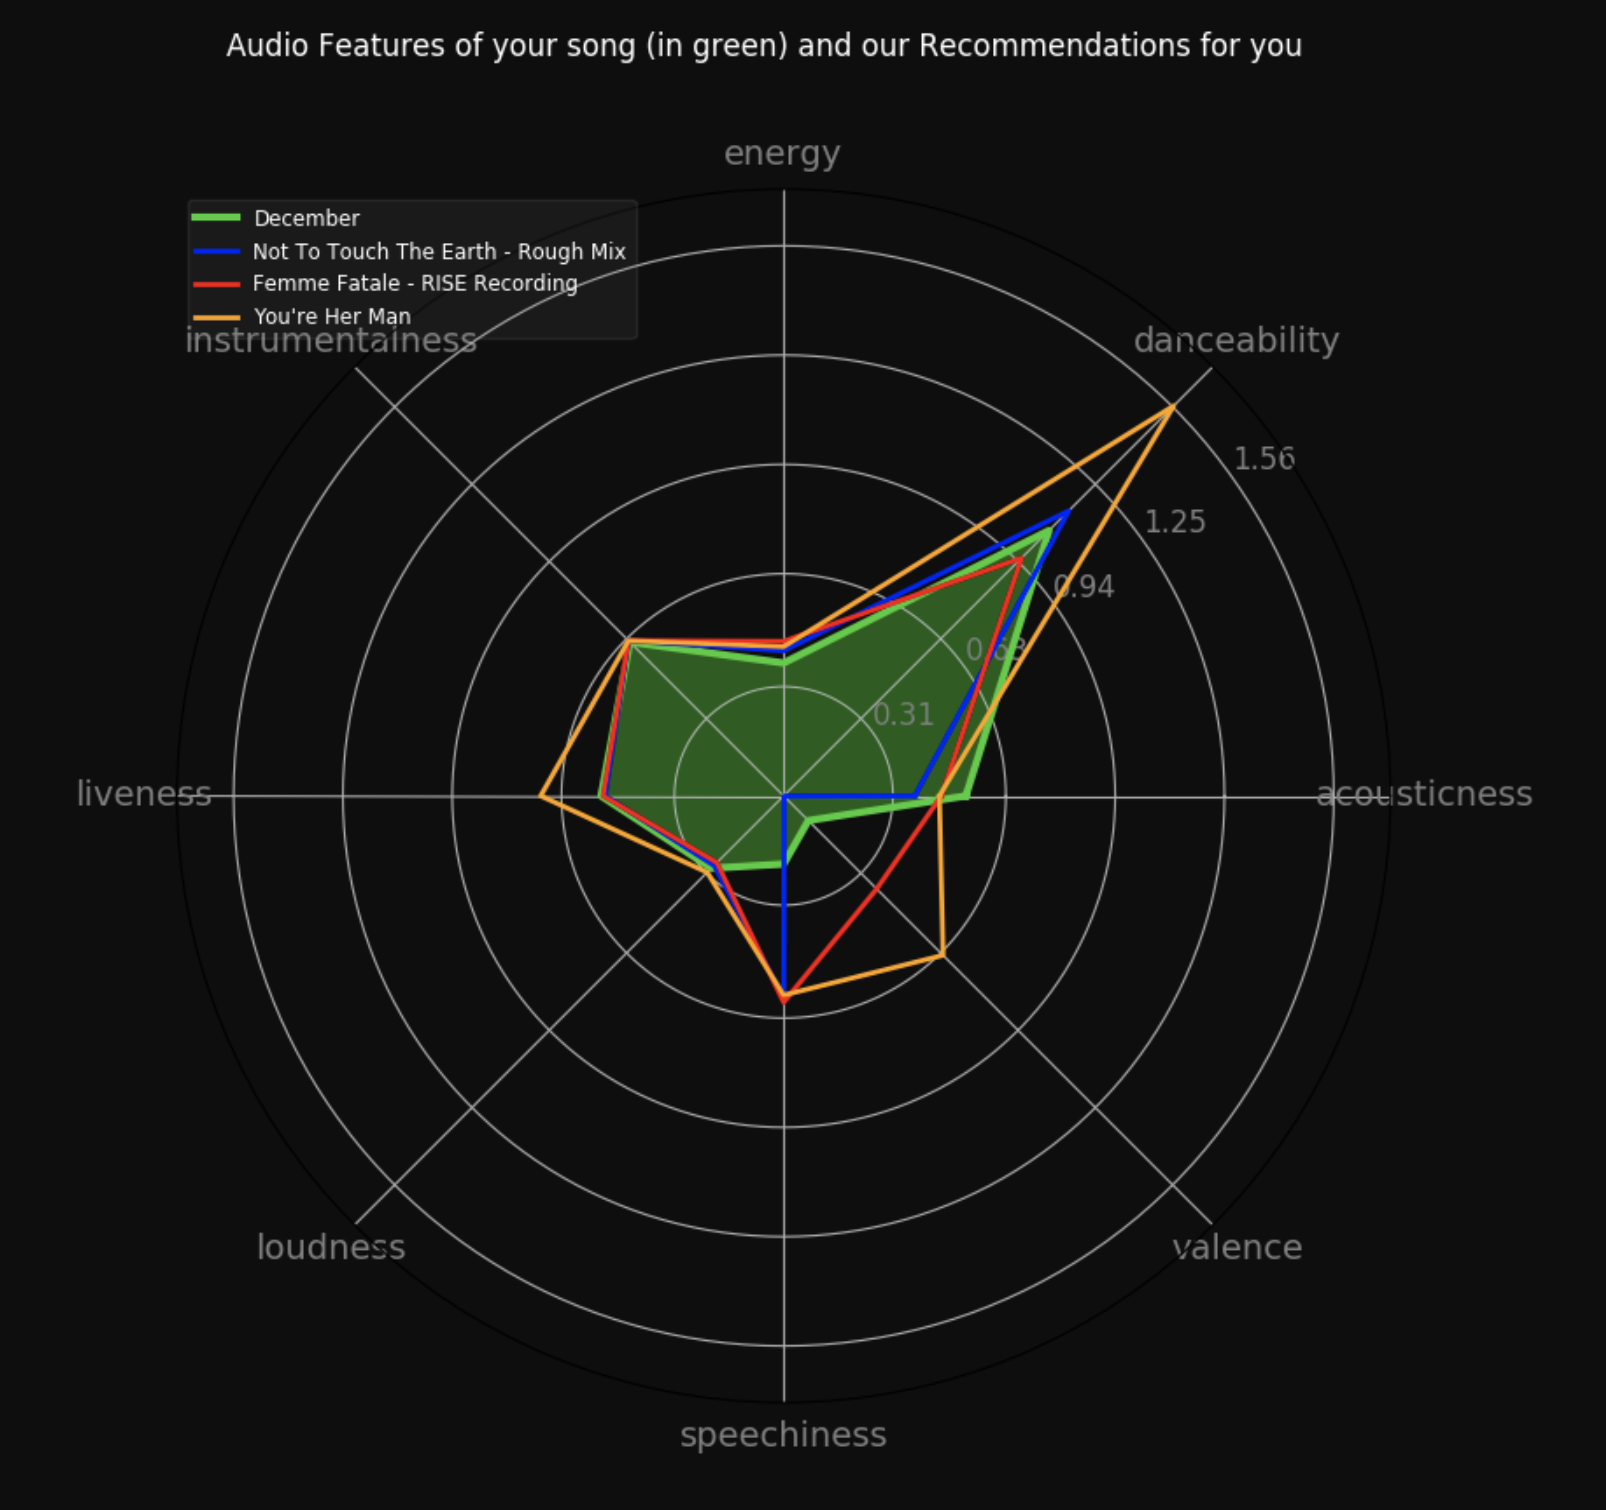 Audio Features of your song (in green) and our Recommendations for you
energy
December
Not To Touch The Earth - Rough Mix
Femme Fatale - RISE Recording
You're Her Man
instrumentalness
danceability
1.56
1.25
0.94
0.63
0.31
liveness
acousticness
loudness
valence
speechiness